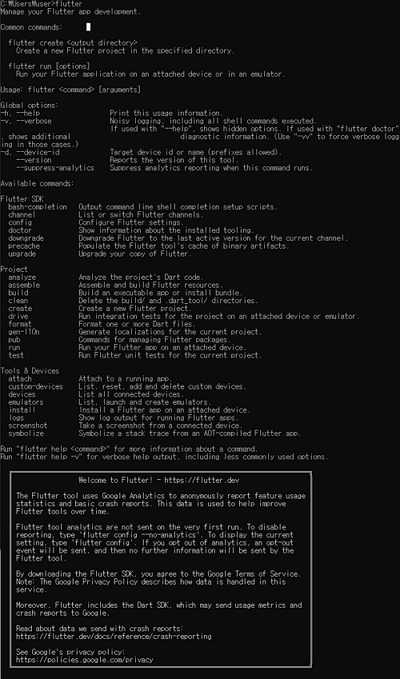 C:\Users\user>flutter
Manage your Flutter app development.
Common commands:
flutter create <output directory>
Create a new Flutter project in the specified directory.
flutter run [options]
Run your Flutter application on an attached device or in an emulator.
Usage: flutter <command> [arguments]
Global options:
-h, --help Print this usage information.
-v, --verbose Noisy logging, including all shell commands executed.
If used with "--help", shows hidden options. If used with "flutter doctor"
, shows additional diagnostic information. (Use "-vv" to force verbose logg
ing in those cases.)
-d, --device-id Target device id or name (prefixes allowed).
--version Reports the version of this tool.
--suppress-analytics Suppress analytics reporting when this command runs.
Available commands:
Flutter SDK
bash-completion Output command line shell completion setup scripts.
channel List or switch Flutter channels.
config Configure Flutter settings.
doctor Show information about the installed tooling.
downgrade Downgrade Flutter to the last active version for the current channel.
precache Populate the Flutter tool's cache of binary artifacts.
upgrade Upgrade your copy of Flutter.
Project
analyze Analyze the project's Dart code.
assemble Assemble and build Flutter resources.
build Build an executable app or install bundle.
clean Delete the build/ and .dart_tool/ directories.
create Create a new Flutter project.
drive Run integration tests for the project on an attached device or emulator.
format Format one or more Dart files.
gen-l10n Generate localizations for the current project.
pub Commands for managing Flutter packages.
run Run your Flutter app on an attached device.
test Run Flutter unit tests for the current project.
Tools & Devices
attach Attach to a running app.
custom-devices List, reset, add and delete custom devices.
devices List all connected devices.
emulators List, launch and create emulators.
install Install a Flutter app on an attached device.
logs Show log output for running Flutter apps.
screenshot Take a screenshot from a connected device.
symbolize Symbolize a stack trace from an AOT-compiled Flutter app.
Run "flutter help <command>" for more information about a command.
Run "flutter help -v" for verbose help output, including less commonly used options.
Welcome to Flutter! - https://flutter.dev
The Flutter tool uses Google Analytics to anonymously report feature usage
statistics and basic crash reports. This data is used to help improve
Flutter tools over time.
Flutter tool analytics are not sent on the very first run. To disable
reporting, type 'flutter config --no-analytics'. To display the current
setting, type 'flutter config'. If you opt out of analytics, an opt-out
event will be sent, and then no further information will be sent by the
Flutter tool.
By downloading the Flutter SDK, you agree to the Google Terms of Service.
Note: The Google Privacy Policy describes how data is handled in this
service.
Moreover, Flutter includes the Dart SDK, which may send usage metrics and
crash reports to Google.
Read about data we send with crash reports:
https://flutter.dev/docs/reference/crash-reporting
See Google's privacy policy:
https://policies.google.com/privacy